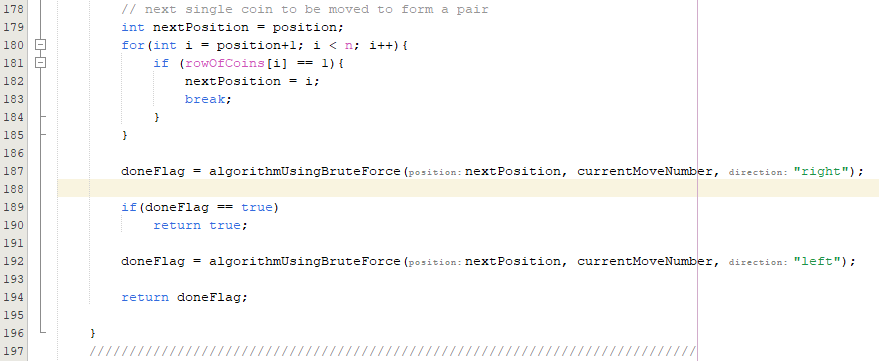 178 // next single coin to be moved to form a pair
179 int nextPosition = position;
180 for(int i = position+1; i < n; i++){
181 if (rowOfCoins[i] == 1){
182 nextPosition = i;
183 break;
184 }
185 }
186
187 doneFlag = algorithmUsingBruteForce(position: nextPosition, currentMoveNumber, direction: "right");
188
189 if(doneFlag == true)
190 return true;
191
192 doneFlag = algorithmUsingBruteForce(position: nextPosition, currentMoveNumber, direction: "left");
193
194 return doneFlag;
195
196 }
197 ////////////////////////////////////////////////////////////////////////////